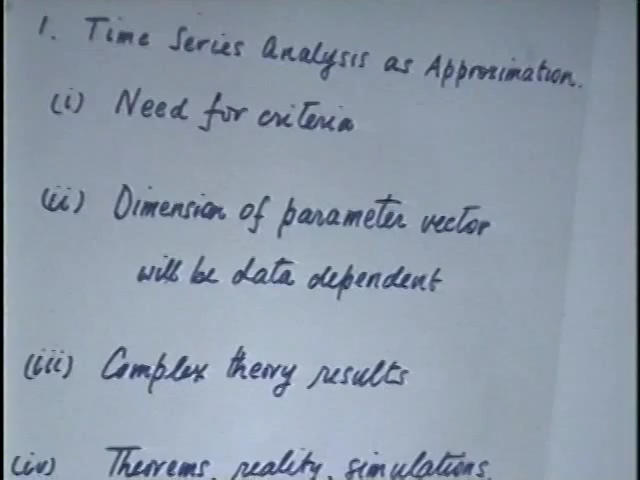 1. Time Series Analysis as Approximation.
(i) Need for criteria
(ii) Dimension of parameter vector
will be data dependent
(iii) Complex theory results
(iv) Theorems, reality, simulations.